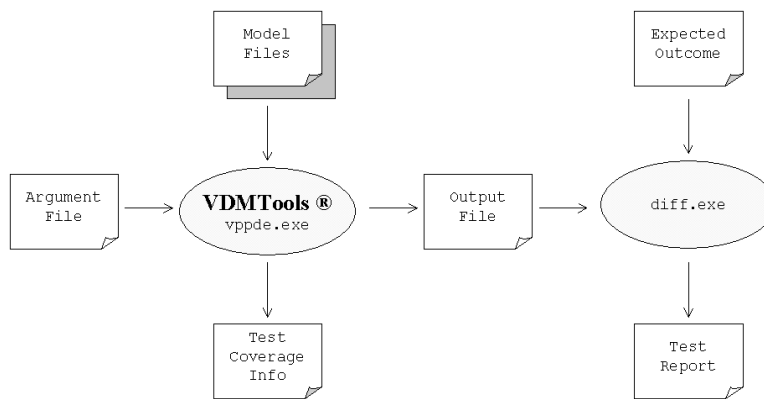 Model
Files
Expected
Outcome
Argument
File
VDMTools ®
vppde.exe
Output
File
diff.exe
Test
Coverage
Info
Test
Report